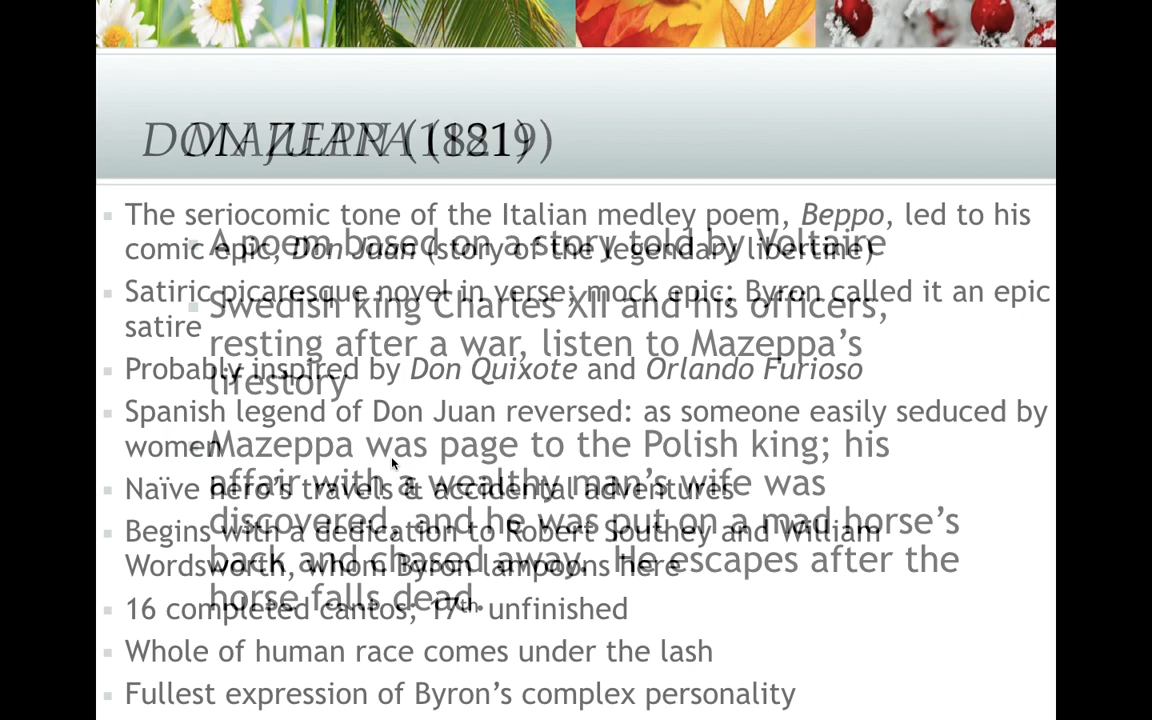 DON JUAN (1821)
The seriocomic tone of the Italian medley poem, Beppo, led to his
comic epic, Don Juan (story of the legendary libertine)
Satiric picaresque novel in verse; mock epic; Byron called it an epic
satire
Probably inspired by Don Quixote and Orlando Furioso
Spanish legend of Don Juan reversed: as someone easily seduced by
women
Naïve hero's travels & accidental adventures
Begins with a dedication to Robert Southey and William
Wordsworth, whom Byron lampoons here
16 completed cantos; 17th unfinished
Whole of human race comes under the lash
Fullest expression of Byron's complex personality
MAZEPPA (1819)
A poem based on a story told by Voltaire
Swedish king Charles XII and his officers,
resting after a war, listen to Mazeppa's
lifestory
Mazeppa was page to the Polish king; his
affair with a wealthy man's wife was
discovered, and he was put on a mad horse's
back and chased away. He escapes after the
horse falls dead.